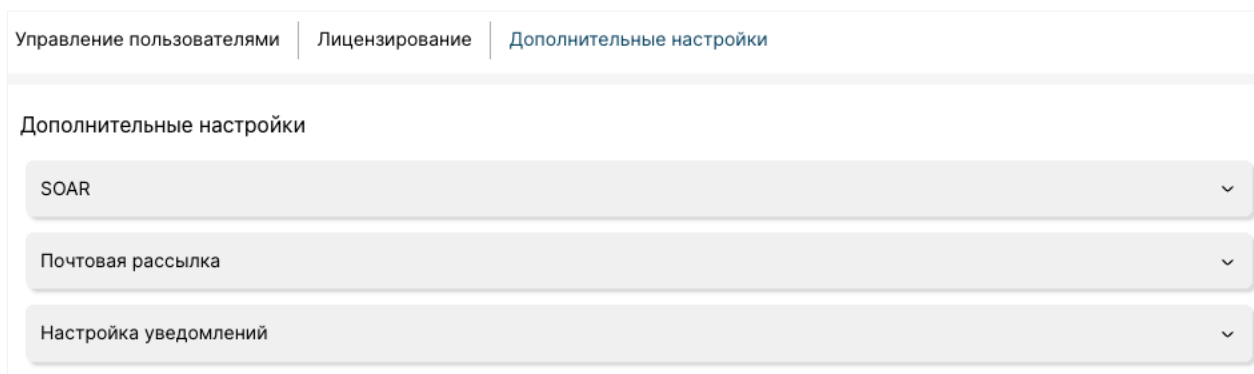 Управление пользователями Лицензирование Дополнительные настройки
Дополнительные настройки
SOAR
Почтовая рассылка
Настройка уведомлений